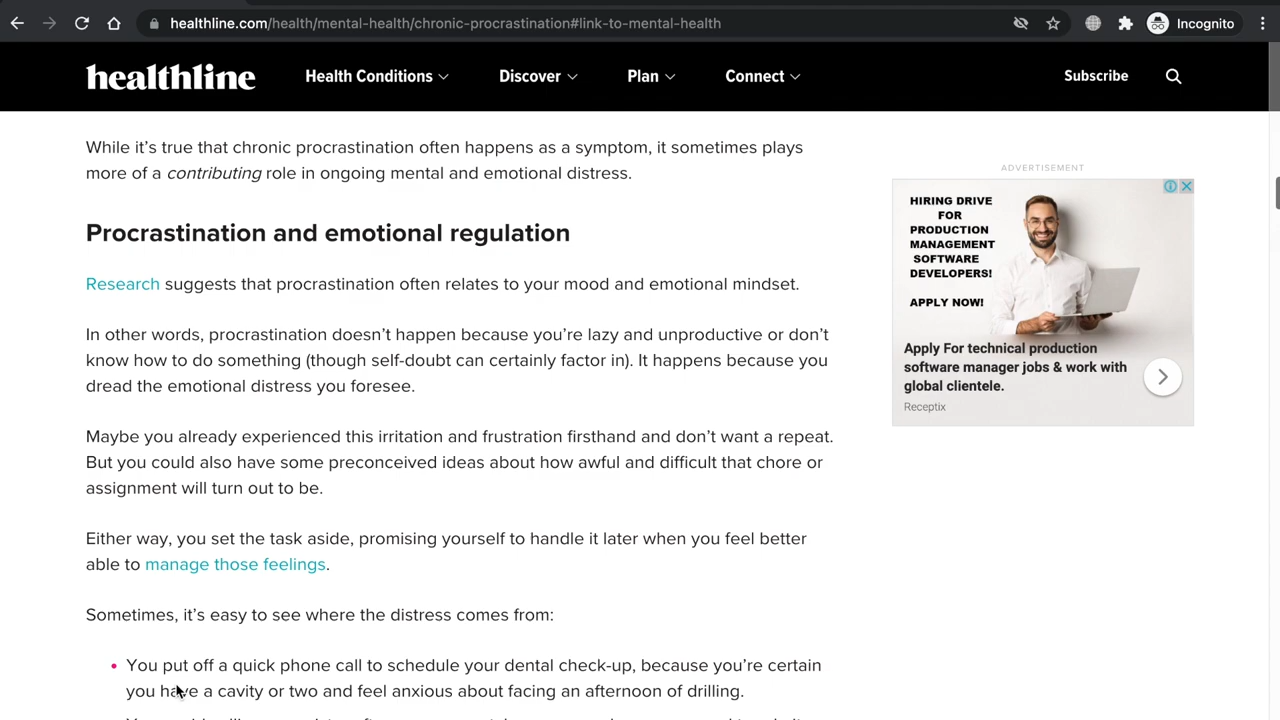 healthline.com/health/mental-health/chronic-procrastination#link-to-mental-health
Incognito
healthline
Health Conditions
Discover
Plan
Connect
Subscribe
While it's true that chronic procrastination often happens as a symptom, it sometimes plays
more of a contributing role in ongoing mental and emotional distress.
Procrastination and emotional regulation
Research suggests that procrastination often relates to your mood and emotional mindset.
In other words, procrastination doesn't happen because you're lazy and unproductive or don't
know how to do something (though self-doubt can certainly factor in). It happens because you
dread the emotional distress you foresee.
Maybe you already experienced this irritation and frustration firsthand and don't want a repeat.
But you could also have some preconceived ideas about how awful and difficult that chore or
assignment will turn out to be.
Either way, you set the task aside, promising yourself to handle it later when you feel better
able to manage those feelings.
Sometimes, it's easy to see where the distress comes from:
• You put off a quick phone call to schedule your dental check-up, because you're certain
you have a cavity or two and feel anxious about facing an afternoon of drilling.
ADVERTISEMENT
HIRING DRIVE
FOR
PRODUCTION
MANAGEMENT
SOFTWARE
DEVELOPERS!
APPLY NOW!
Apply For technical production
software manager jobs & work with
global clientele.
Receptix